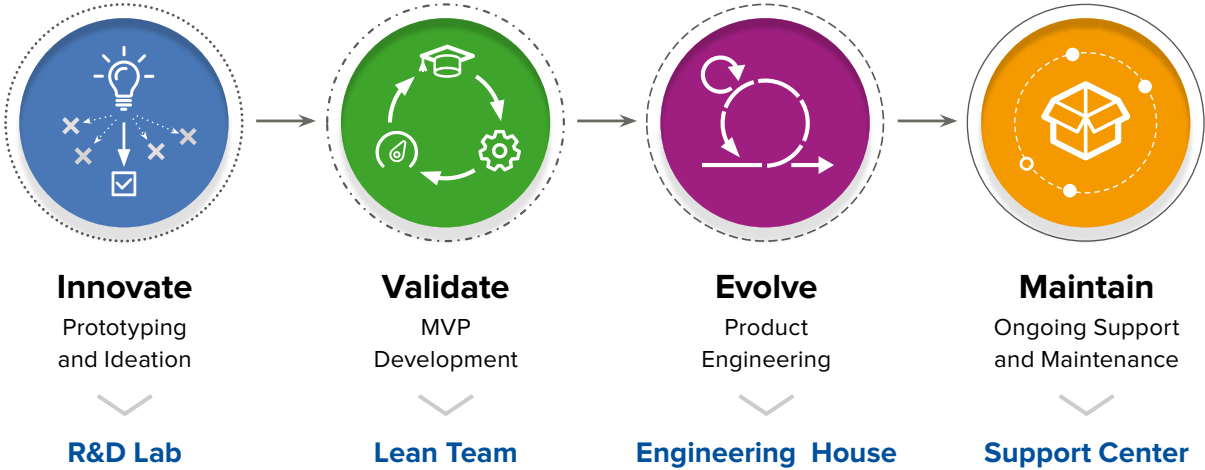 Innovate
Prototyping
and Ideation
R&D Lab
Validate
MVP
Development
Lean Team
Evolve
Product
Engineering
Engineering House
Maintain
Ongoing Support
and Maintenance
Support Center